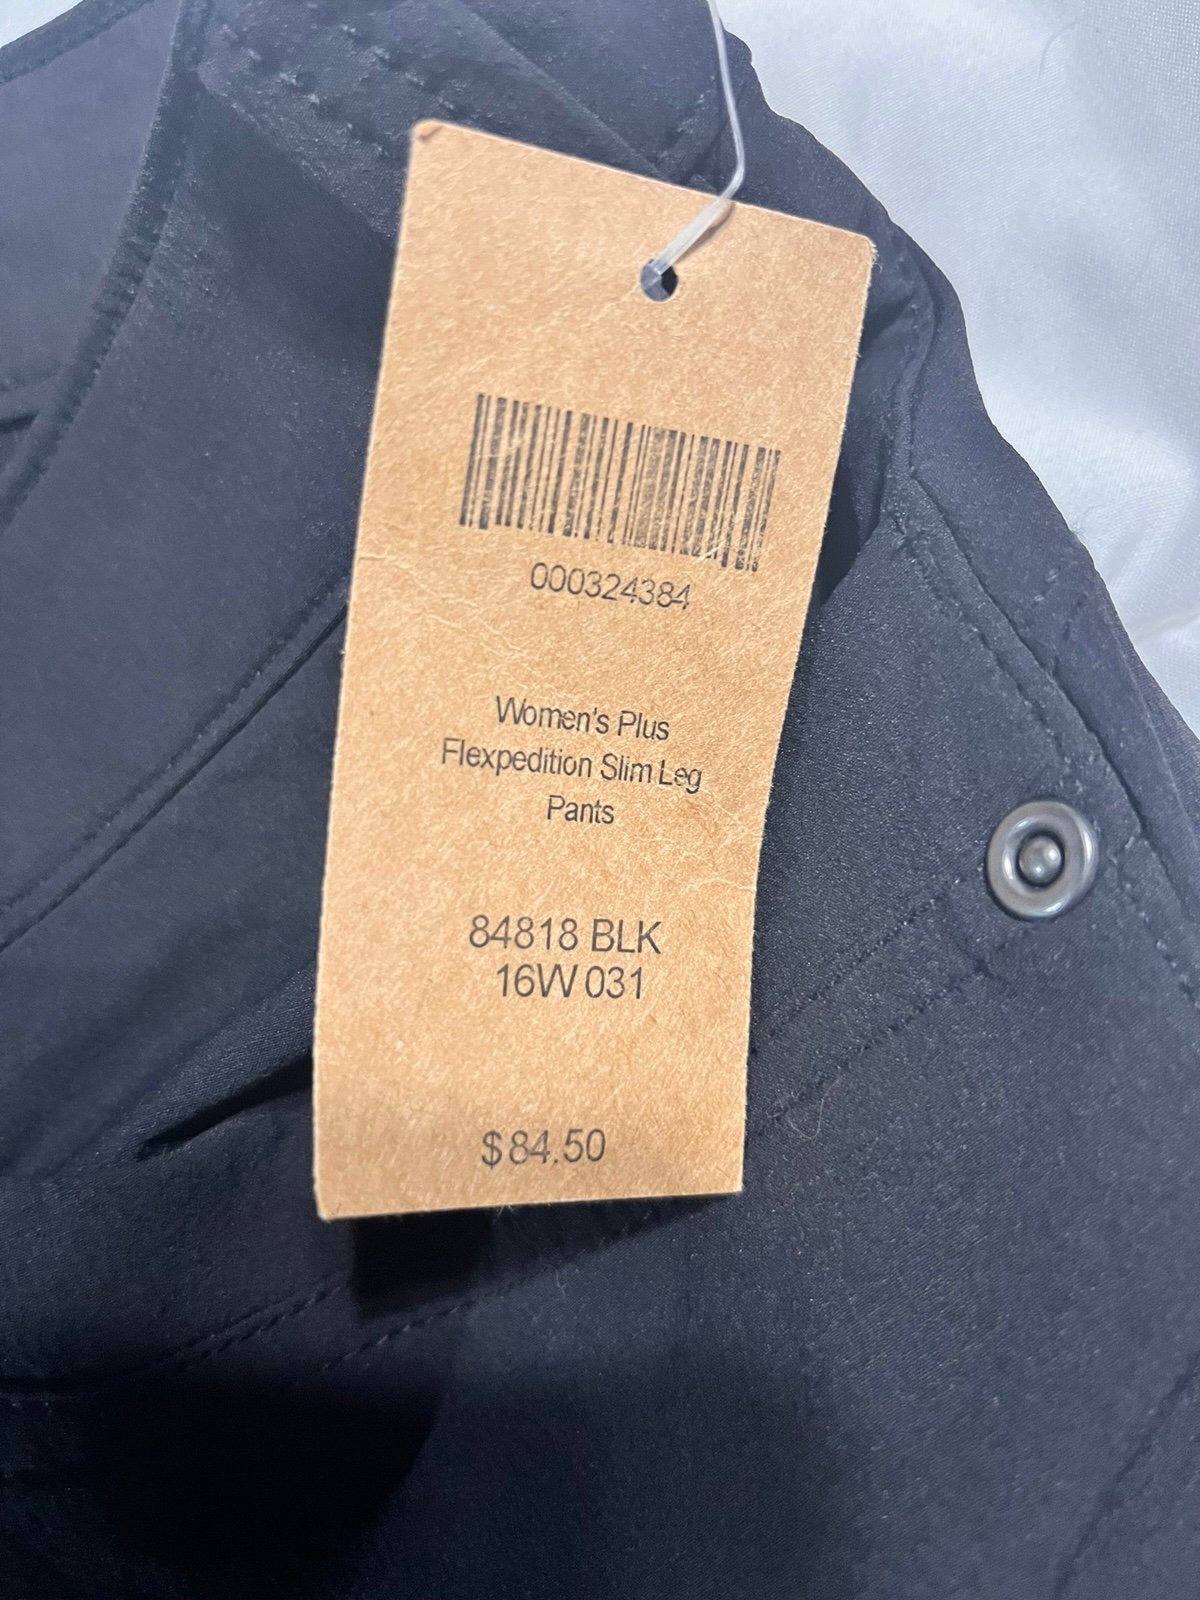 000324384
Women's Plus
Flexpedition Slim Leg
Pants
84818 BLK
16W 031
$84.50